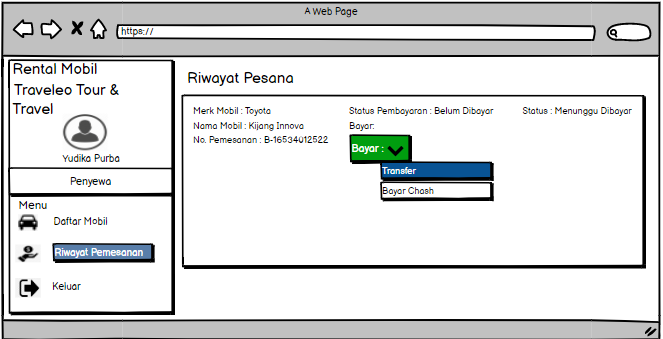 A Web Page
https://
Rental Mobil
Traveleo Tour &
Travel
Yudika Purba
Penyewa
Menu
Daftar Mobil
Riwayat Pemesanan
Keluar
Riwayat Pesana
Merk Mobil : Toyota
Nama Mobil : Kijang Innova
No. Pemesanan : B-16534012522
Status Pembayaran : Belum Dibayar
Bayar:
Bayar :
Transfer
Bayar Chash
Status : Menunggu Dibayar